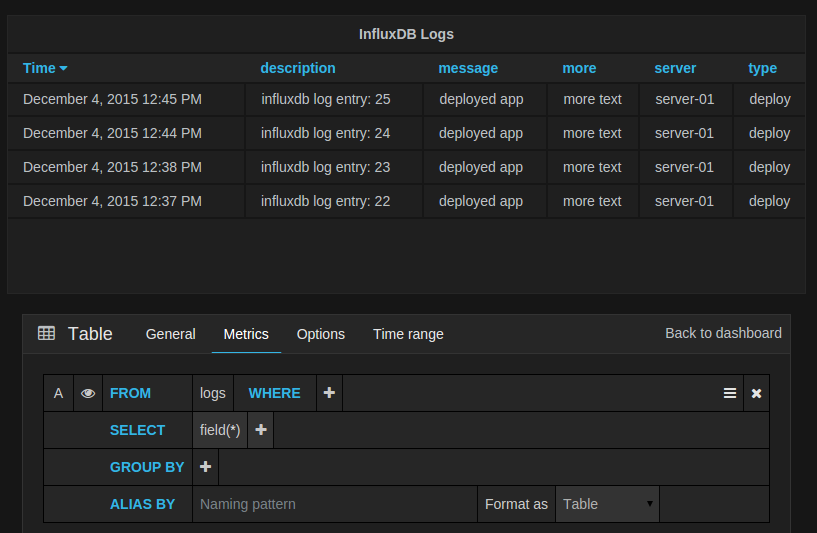 InfluxDB Logs
Time description message more server type
December 4, 2015 12:45 PM influxdb log entry: 25 deployed app more text server-01 deploy
December 4, 2015 12:44 PM influxdb log entry: 24 deployed app more text server-01 deploy
December 4, 2015 12:38 PM influxdb log entry: 23 deployed app more text server-01 deploy
December 4, 2015 12:37 PM influxdb log entry: 22 deployed app more text server-01 deploy
Table General Metrics Options Time range Back to dashboard
A FROM logs WHERE
SELECT field(*)
GROUP BY
ALIAS BY Naming pattern Format as Table